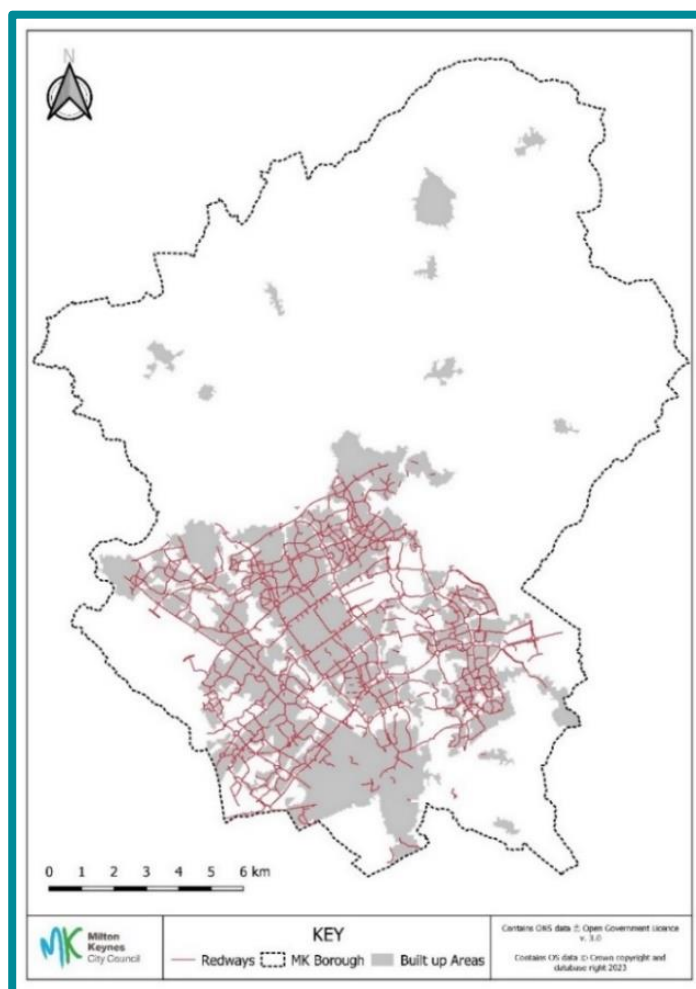 N
0 1 2 3 4 5 6 km
MK Milton
Keynes
City Council
KEY
Redways MK Borough Built up Areas
Contains ONS data © Open Government Licence
v. 3.0
Contains OS data © Crown copyright and
database right 2023